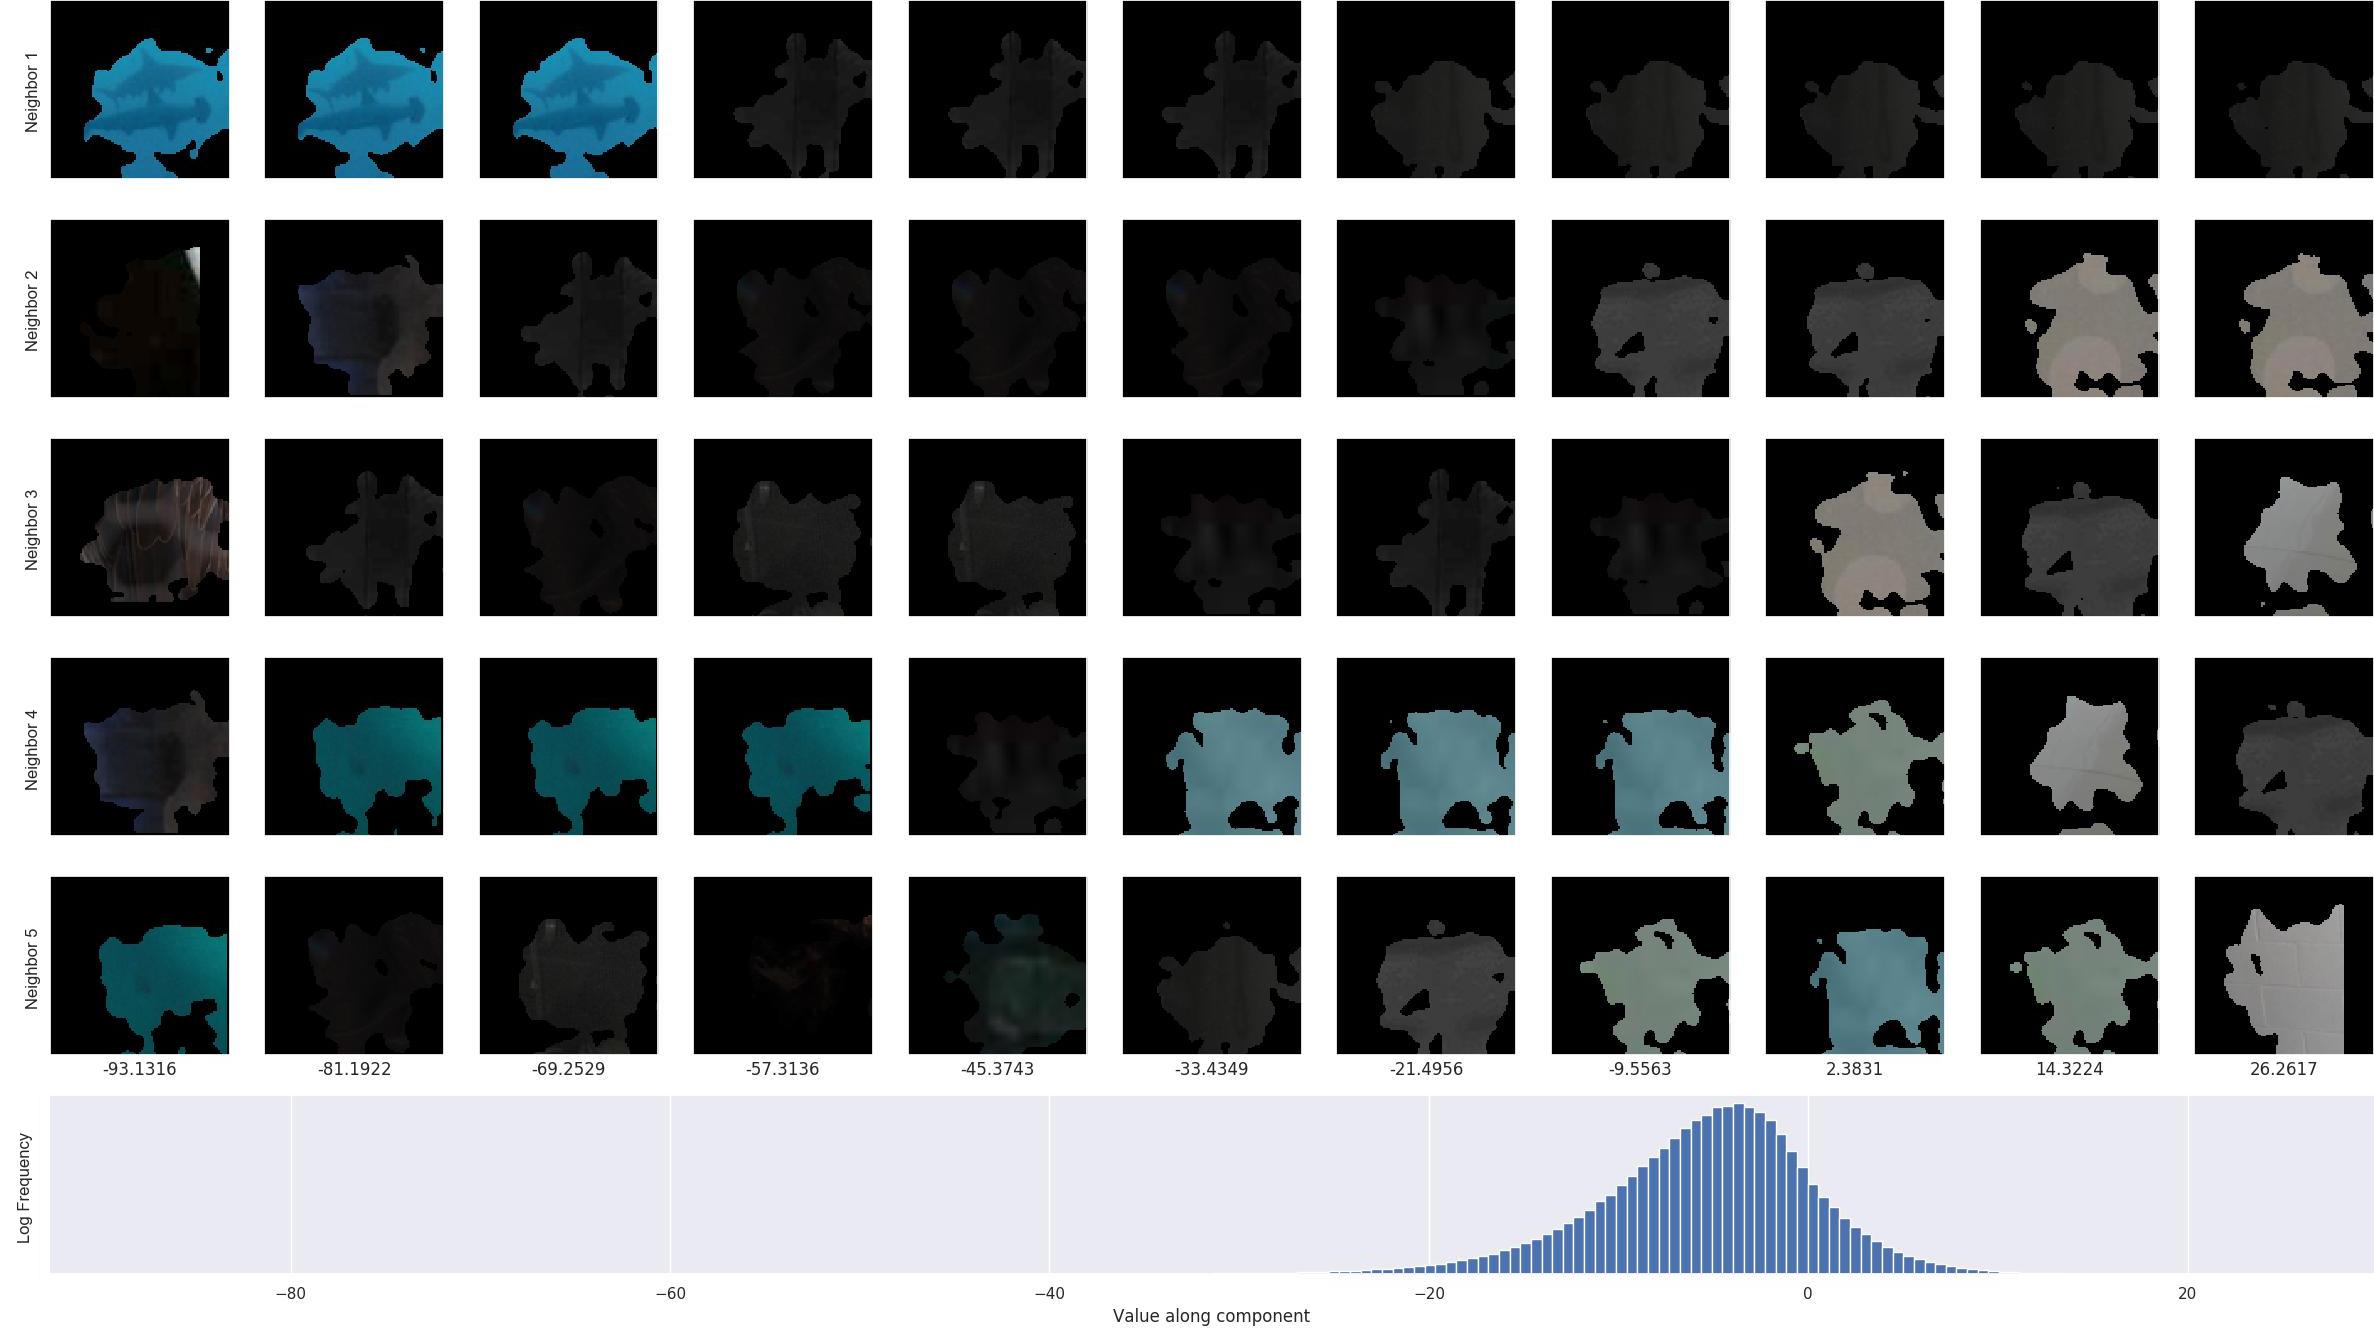 Neighbor 1
Neighbor 2
Neighbor 3
Neighbor 4
Neighbor 5
-93.1316 -81.1922 -69.2529 -57.3136 -45.3743 -33.4349 -21.4956 -9.5563 2.3831 14.3224 26.2617
Log Frequency
−80 −60 −40 −20 0 20
Value along component